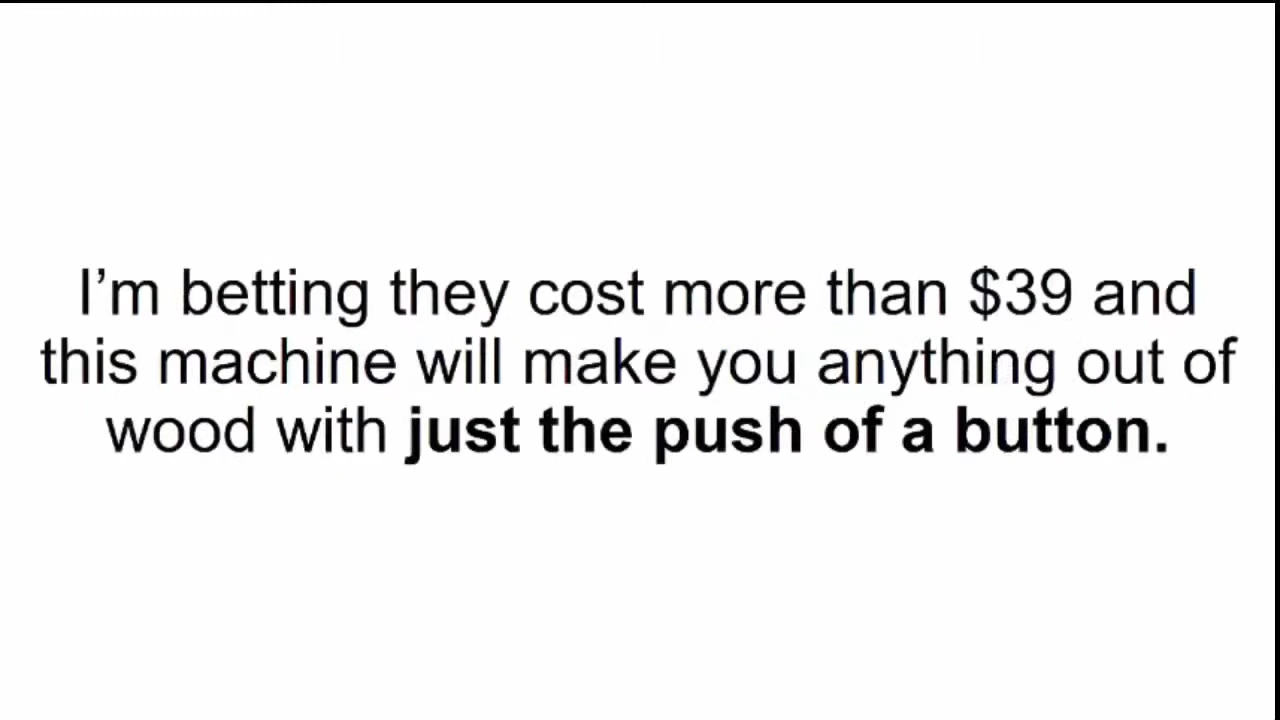 I’m betting they cost more than $39 and
this machine will make you anything out of
wood with just the push of a button.